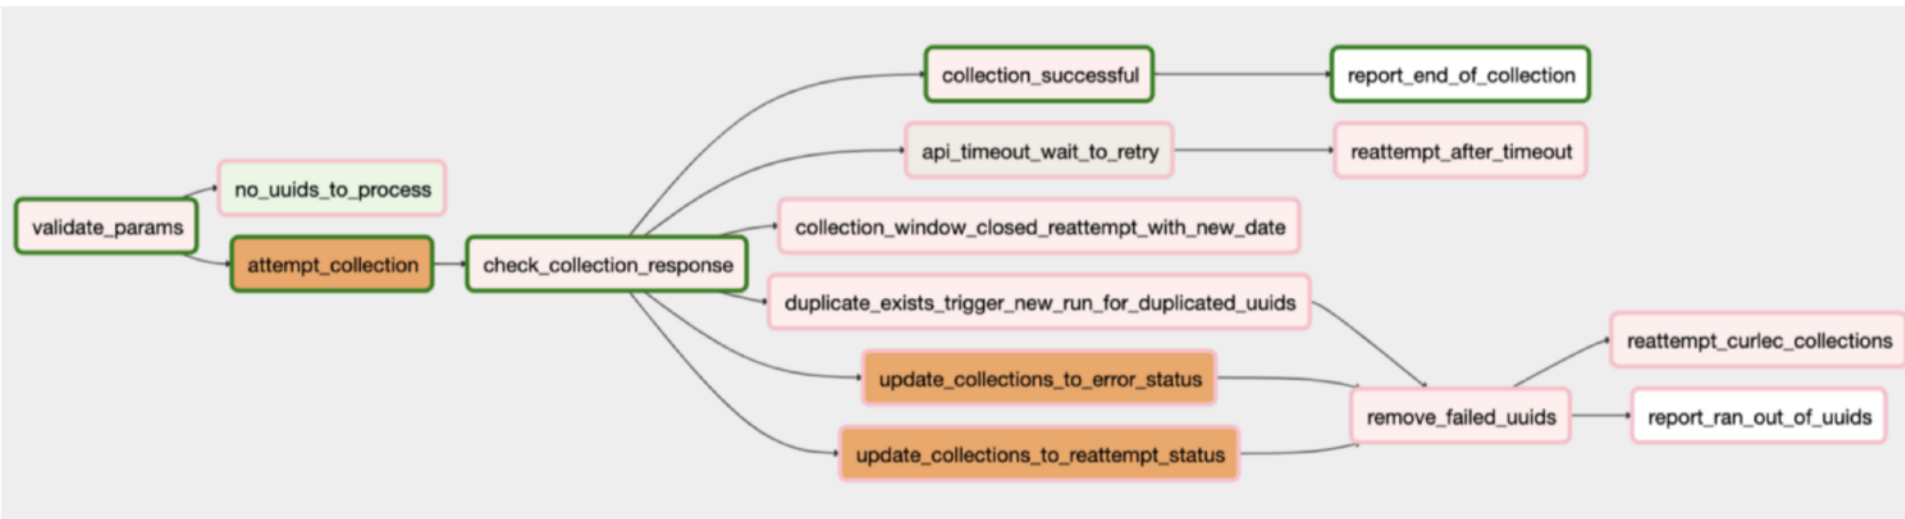 collection_successful
report_end_of_collection
api_timeout_wait_to_retry
reattempt_after_timeout
no_uuids_to_process
validate_params
collection_window_closed_reattempt_with_new_date
attempt_collection
check_collection_response
duplicate_exists_trigger_new_run_for_duplicated_uuids
reattempt_curlec_collections
update_collections_to_error_status
remove_failed_uuids
report_ran_out_of_uuids
update_collections_to_reattempt_status